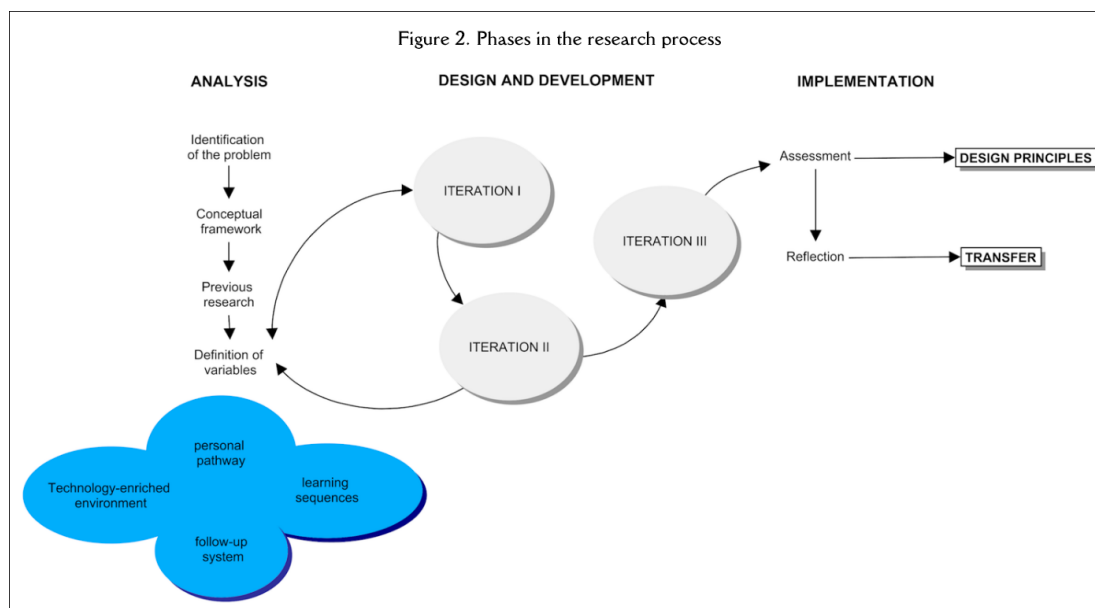 Figure 2. Phases in the research process
ANALYSIS
DESIGN AND DEVELOPMENT
IMPLEMENTATION
Identification
of the problem
Conceptual
framework
Previous
research
Definition of
variables
ITERATION I
ITERATION II
ITERATION III
Assessment
DESIGN PRINCIPLES
Reflection
TRANSFER
personal
pathway
Technology-enriched
environment
learning
sequences
follow-up
system